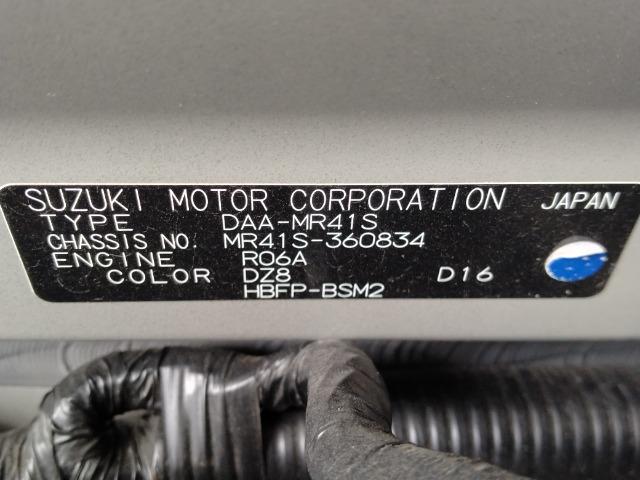 SUZUKI MOTOR CORPORATION JAPAN
TYPE DAA-MR41S
CHASSIS NO. MR41S-360834
ENGINE R06A
COLOR DZ8 D16
HBFP-BSM2